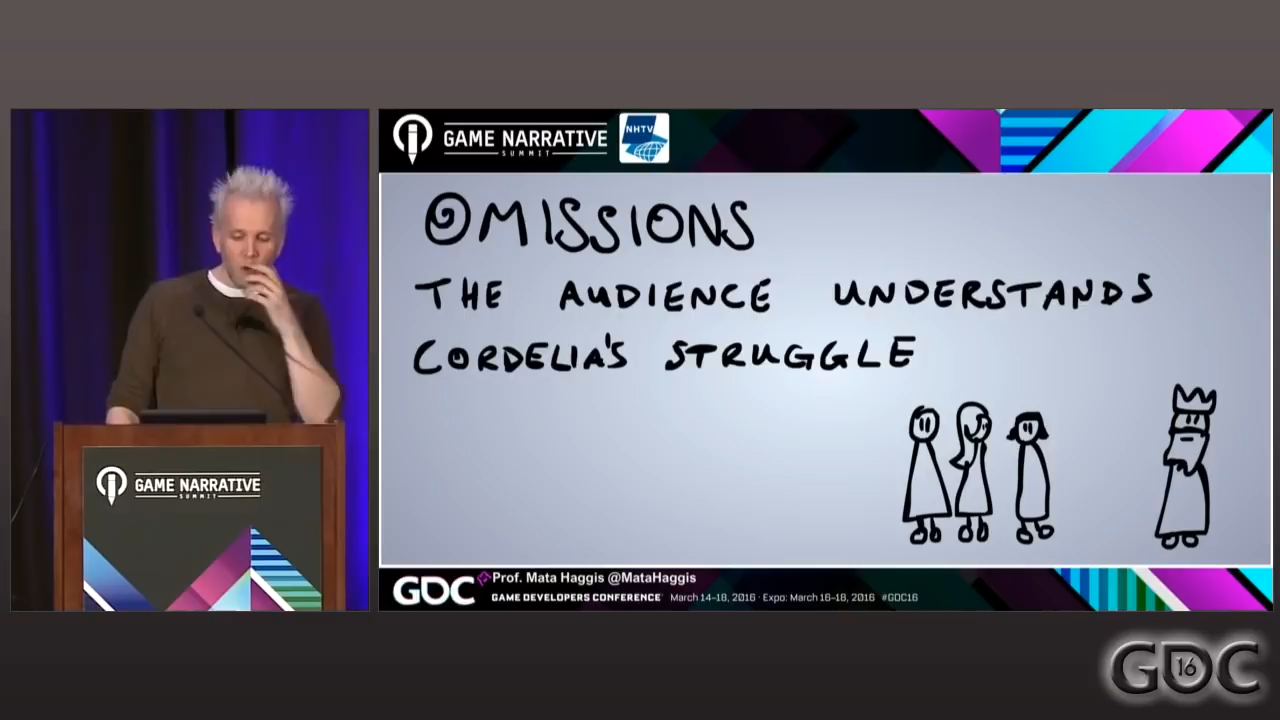 GAME NARRATIVE
SUMMIT
NHTV
OMISSIONS
THE AUDIENCE UNDERSTANDS
CORDELIA'S STRUGGLE
GAME NARRATIVE
SUMMIT
GDC Prof. Mata Haggis @MataHaggis
GAME DEVELOPERS CONFERENCE March 14–18, 2016 · Expo: March 16–18, 2016 #GDC16
GDC 16